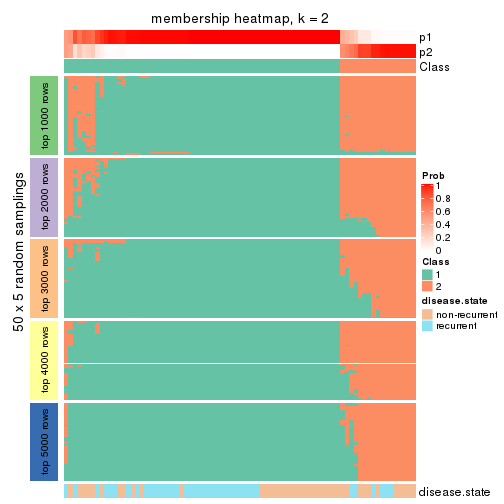 membership heatmap, k = 2
p1
p2
Class
50 x 5 random samplings
top 1000 rows
top 2000 rows
top 3000 rows
top 4000 rows
top 5000 rows
disease.state
Prob
1
0.8
0.6
0.4
0.2
0
Class
1
2
disease.state
non-recurrent
recurrent